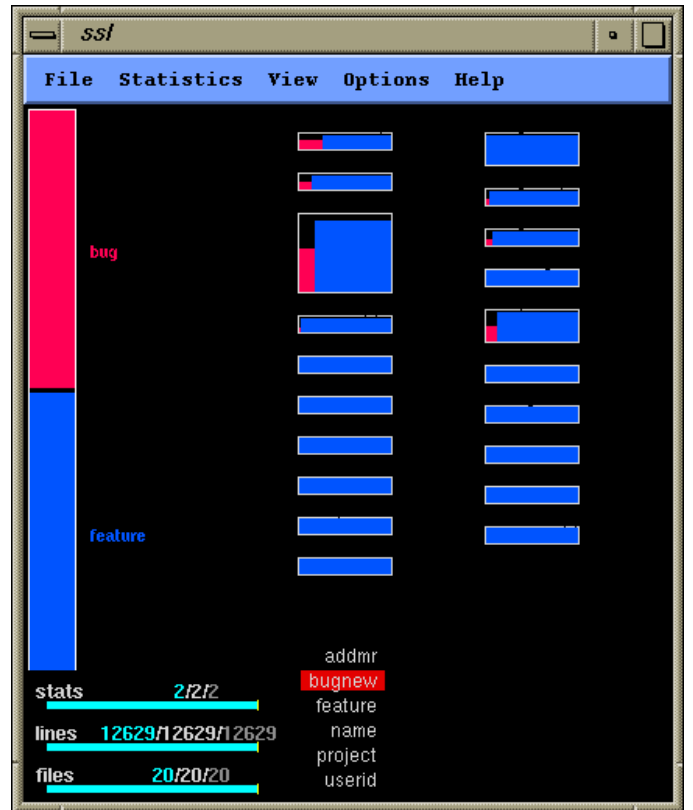 ssl
File Statistics View Options Help
bug
feature
addmr
bugnew
feature
name
project
userid
stats 2/2/2
lines 12629/12629/12629
files 20/20/20